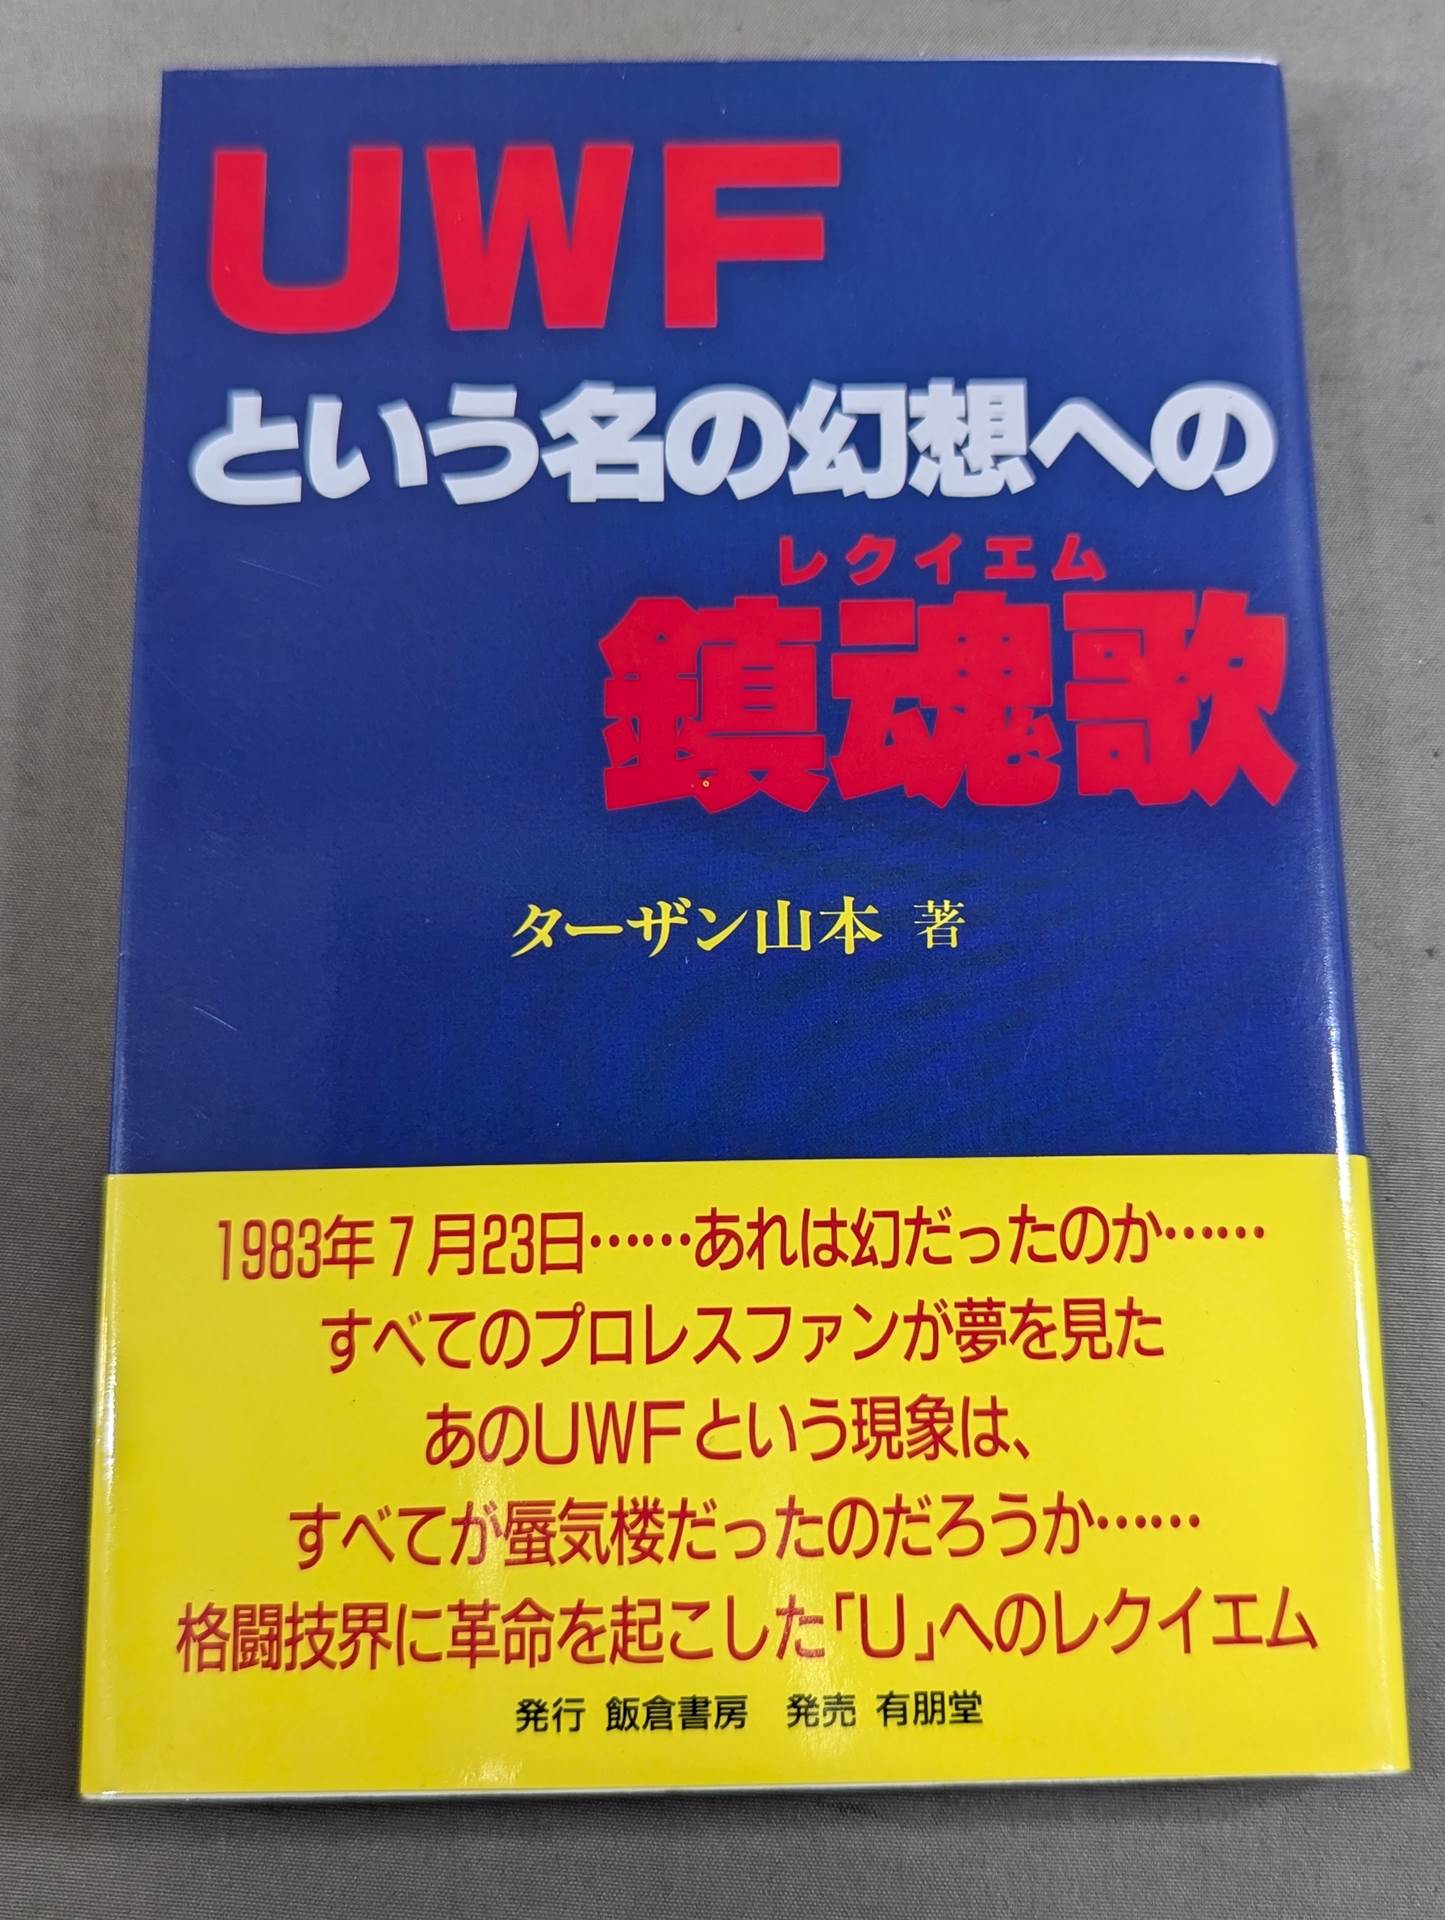 UWF
という名の幻想への
レクイエム
鎮魂歌
ターザン山本 著
1983年7月23日……あれは幻だったのか……
すべてのプロレスファンが夢を見た
あのUWFという現象は、
すべてが蜃気楼だったのだろうか……
格闘技界に革命を起こした「U」へのレクイエム
発行 飯倉書房　発売 有朋堂